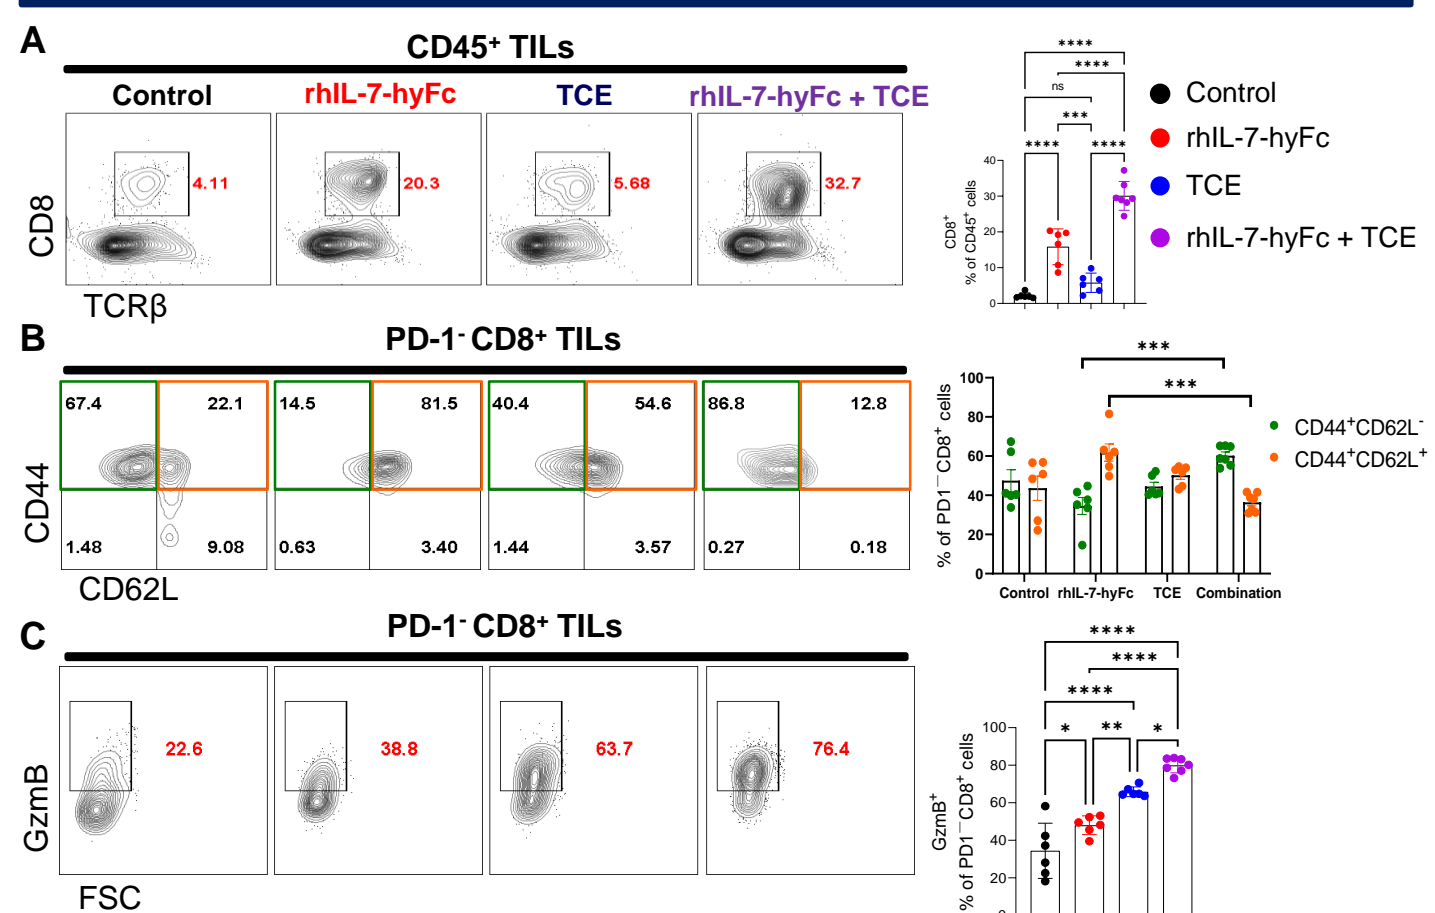 A
CD45⁺ TILs
Control
rhIL-7-hyFc
TCE
rhIL-7-hyFc + TCE
4.11
20.3
5.68
32.7
CD8
TCRβ
****
****
ns
***
****
****
40
30
20
10
0
CD8⁺
% of CD45⁺ cells
Control
rhIL-7-hyFc
TCE
rhIL-7-hyFc + TCE
B
PD-1⁻ CD8⁺ TILs
67.4
22.1
14.5
81.5
40.4
54.6
86.8
12.8
1.48
9.08
0.63
3.40
1.44
3.57
0.27
0.18
CD44
CD62L
***
***
100
80
60
40
20
0
% of PD1⁻CD8⁺ cells
Control rhIL-7-hyFc TCE Combination
CD44⁺CD62L⁻
CD44⁺CD62L⁺
C
PD-1⁻ CD8⁺ TILs
22.6
38.8
63.7
76.4
GzmB
FSC
****
****
****
*
**
*
100
80
60
40
20
GzmB⁺
% of PD1⁻CD8⁺ cells